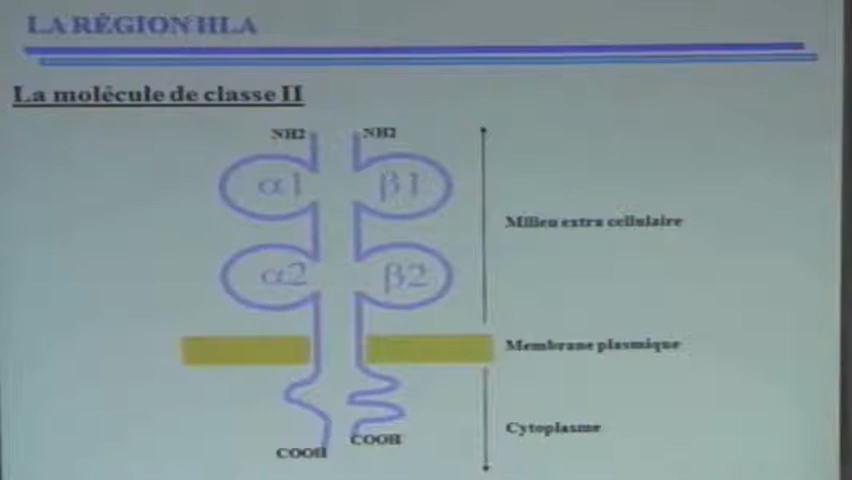 LA RÉGION HLA
La molécule de classe II
NH2 NH2
α1 β1
Milieu extra cellulaire
α2 β2
Membrane plasmique
Cytoplasme
COOH COOH